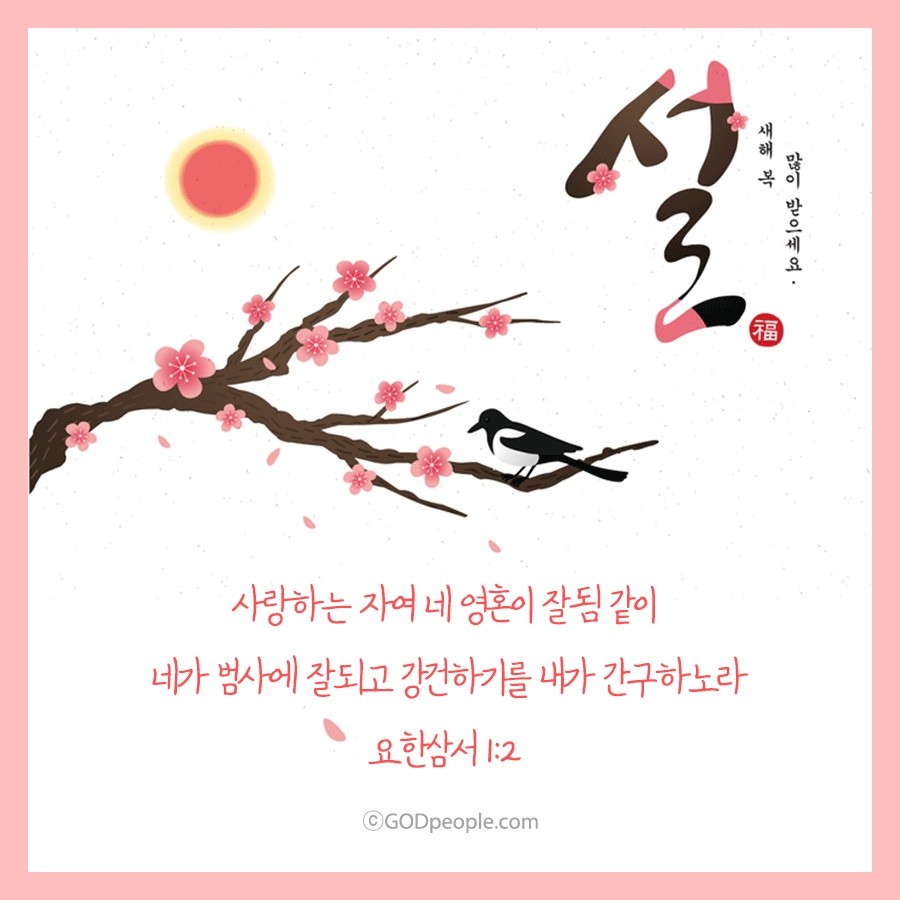 설
새해 복
많이 받으세요.
福
사랑하는 자여 네 영혼이 잘됨 같이
네가 범사에 잘되고 강건하기를 내가 간구하노라
요한삼서 1:2
ⓒGODpeople.com